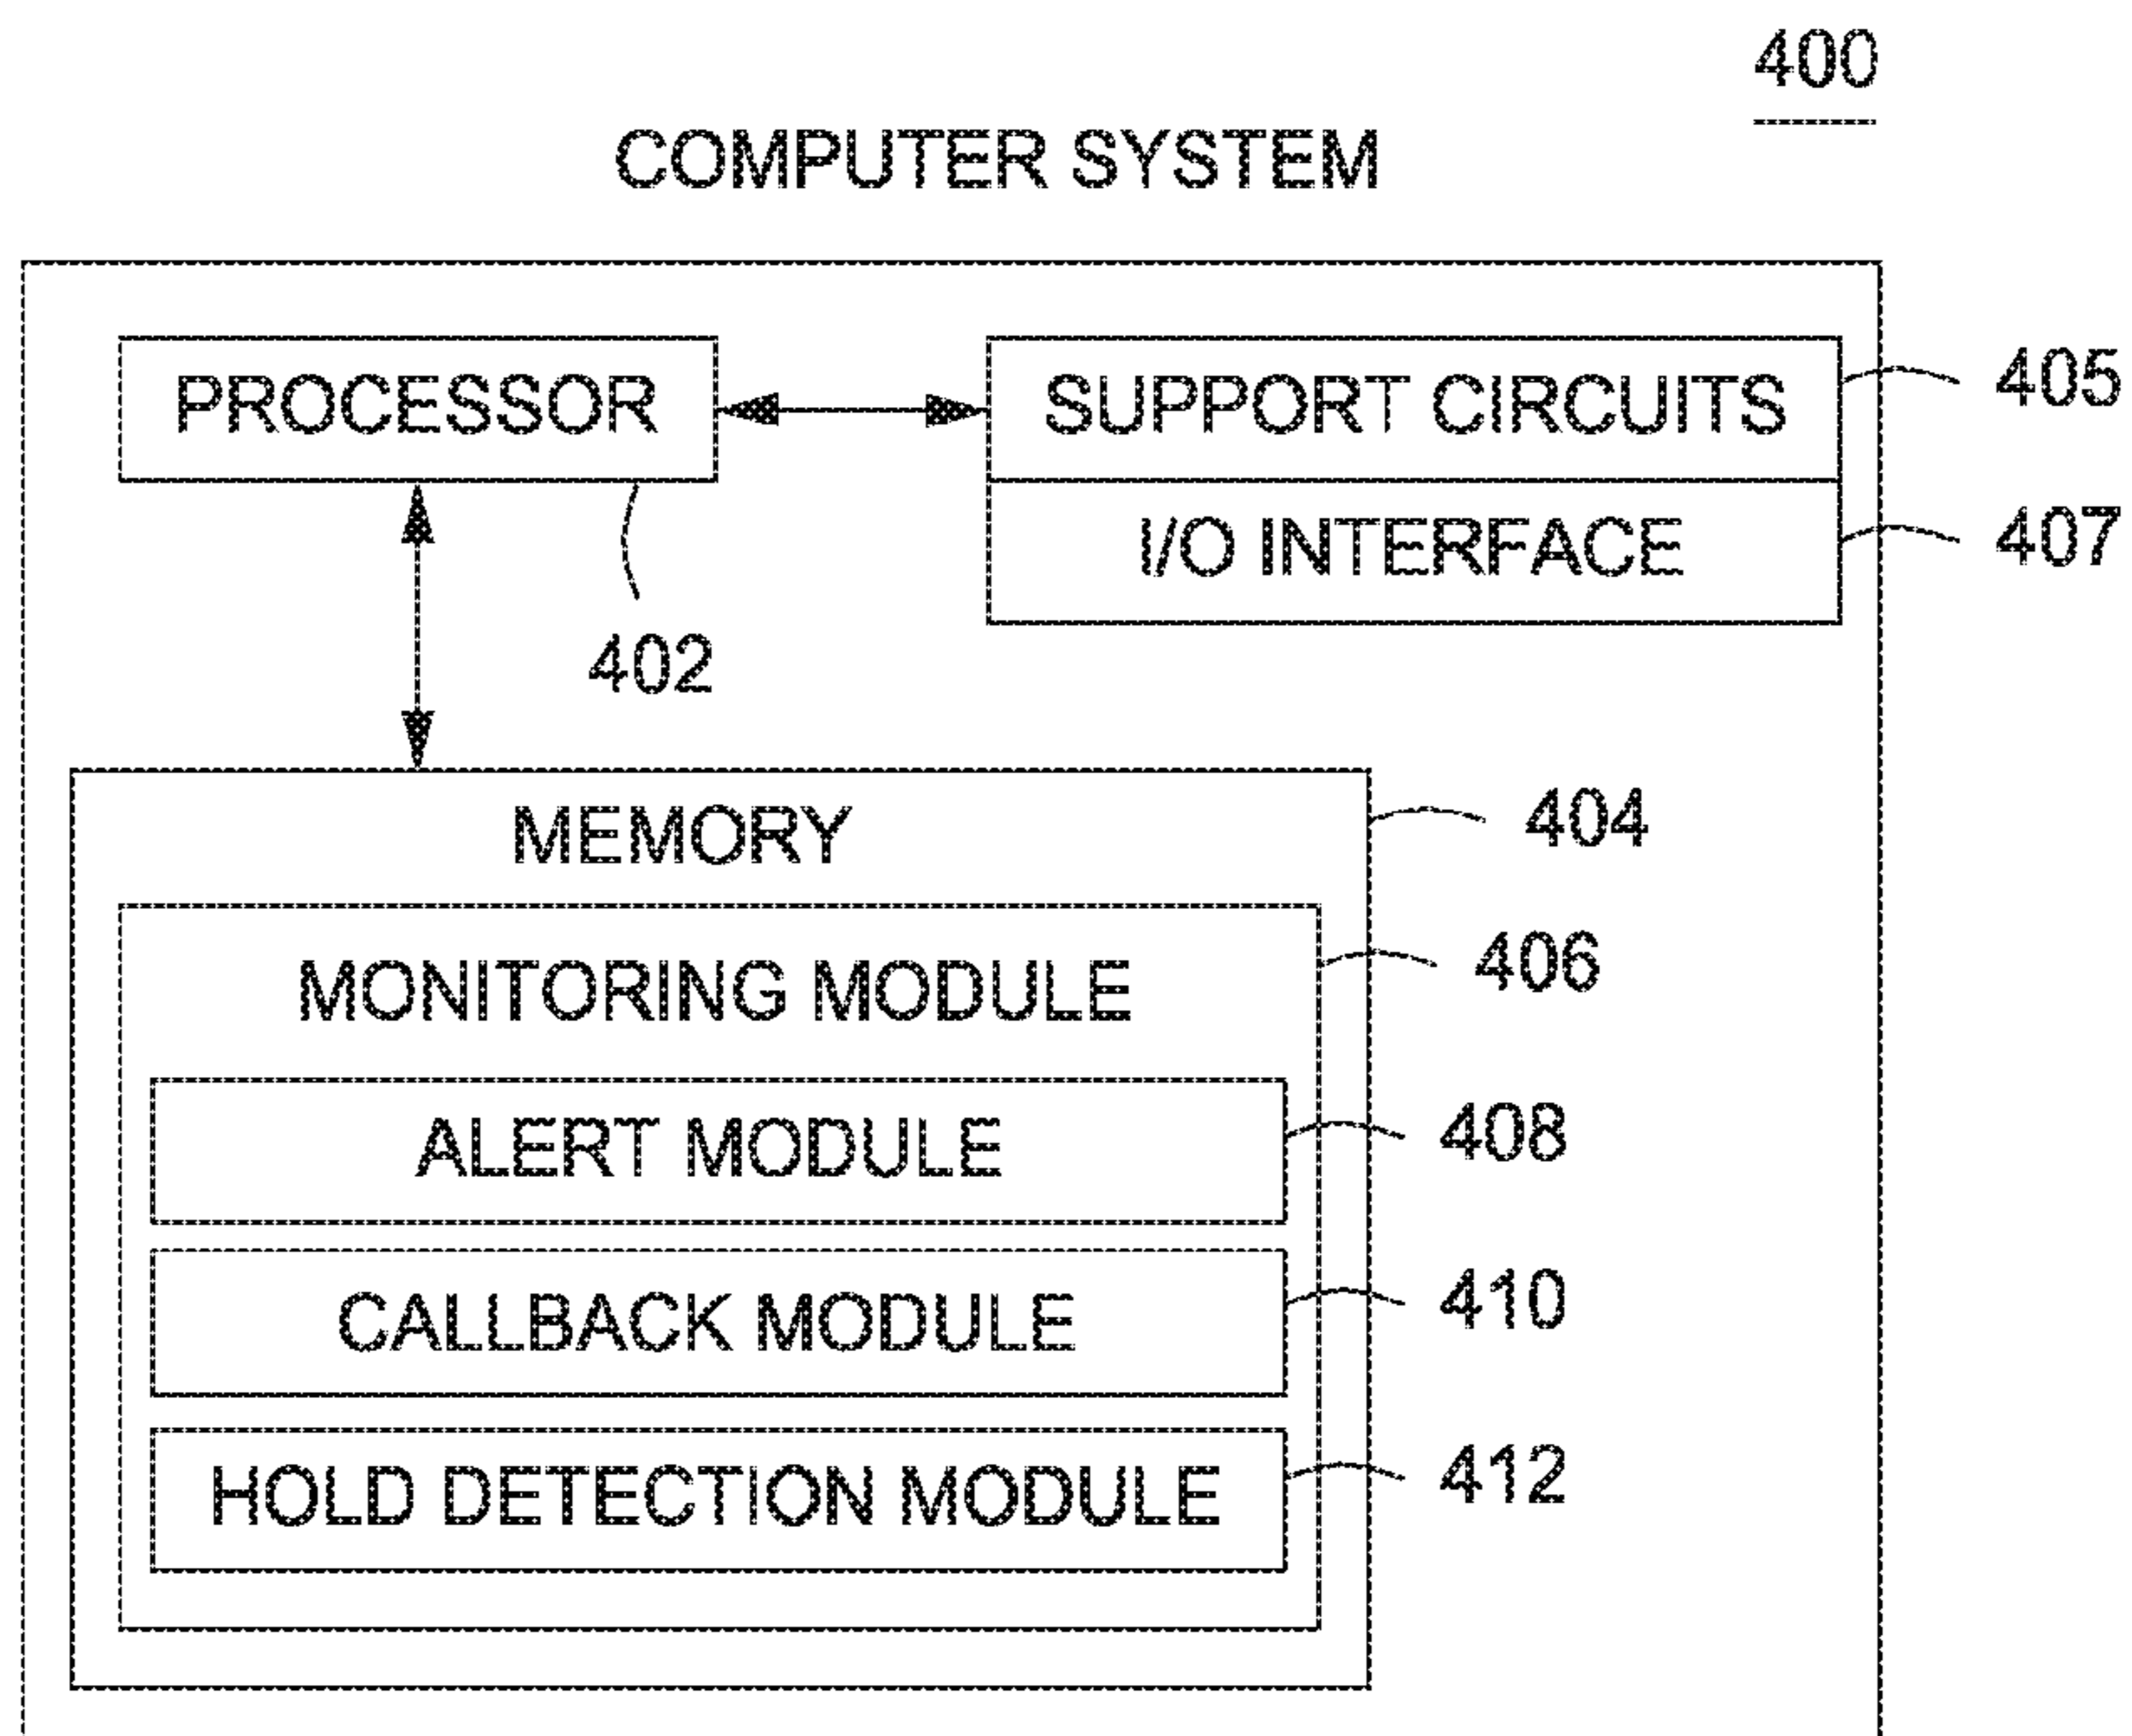 400
COMPUTER SYSTEM
PROCESSOR
SUPPORT CIRCUITS
405
I/O INTERFACE
407
402
MEMORY
404
MONITORING MODULE
406
ALERT MODULE
408
CALLBACK MODULE
410
HOLD DETECTION MODULE
412